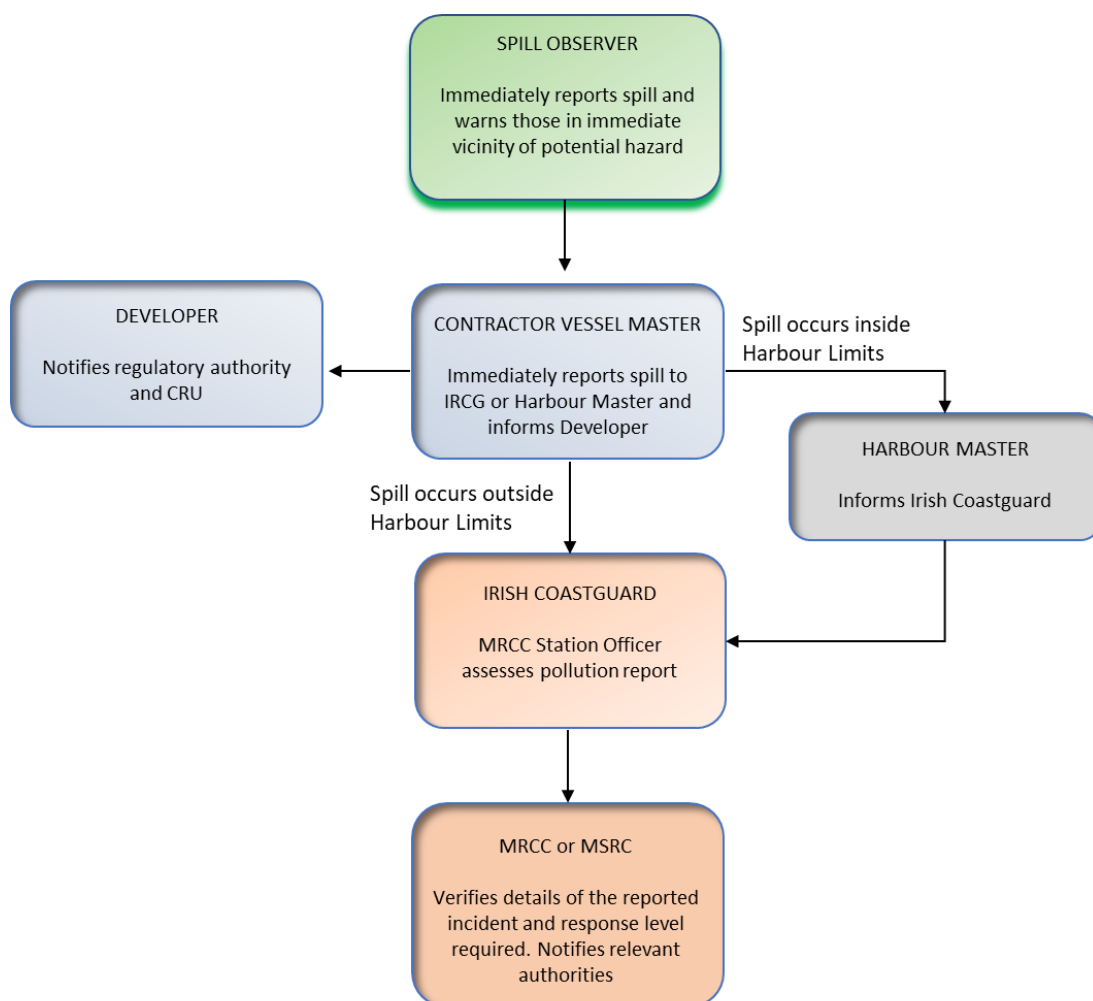 SPILL OBSERVER
Immediately reports spill and
warns those in immediate
vicinity of potential hazard
DEVELOPER
Notifies regulatory authority
and CRU
CONTRACTOR VESSEL MASTER
Immediately reports spill to
IRCG or Harbour Master and
informs Developer
Spill occurs inside
Harbour Limits
HARBOUR MASTER
Informs Irish Coastguard
Spill occurs outside
Harbour Limits
IRISH COASTGUARD
MRCC Station Officer
assesses pollution report
MRCC or MSRC
Verifies details of the reported
incident and response level
required. Notifies relevant
authorities